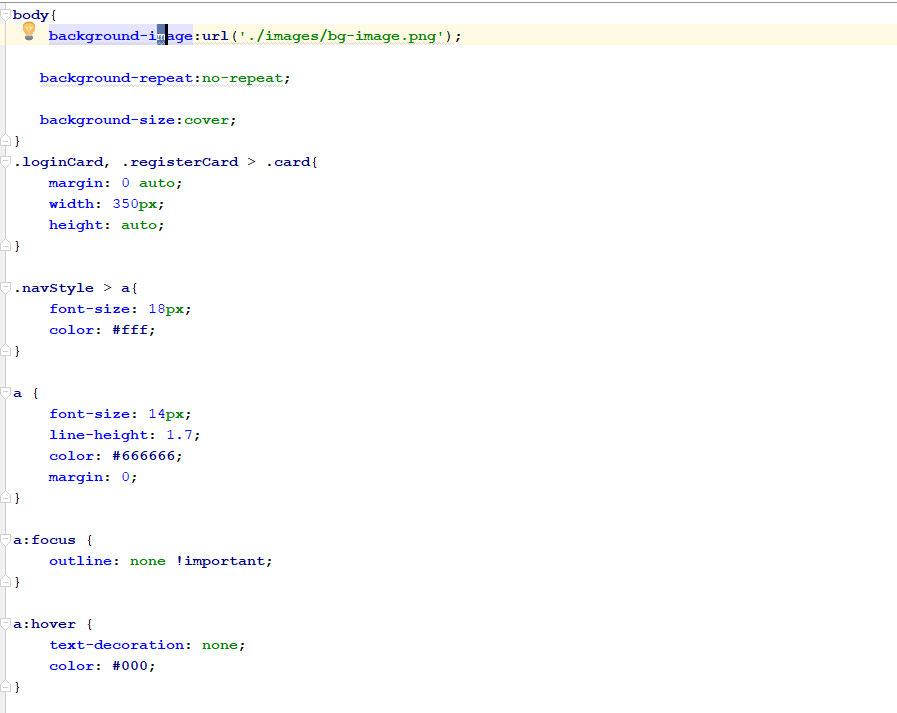 body{
    background-image:url('./images/bg-image.png');

   background-repeat:no-repeat;

   background-size:cover;
}
.loginCard, .registerCard > .card{
    margin: 0 auto;
    width: 350px;
    height: auto;
}

.navStyle > a{
    font-size: 18px;
    color: #fff;
}

a {
    font-size: 14px;
    line-height: 1.7;
    color: #666666;
    margin: 0;
}

a:focus {
    outline: none !important;
}

a:hover {
    text-decoration: none;
    color: #000;
}